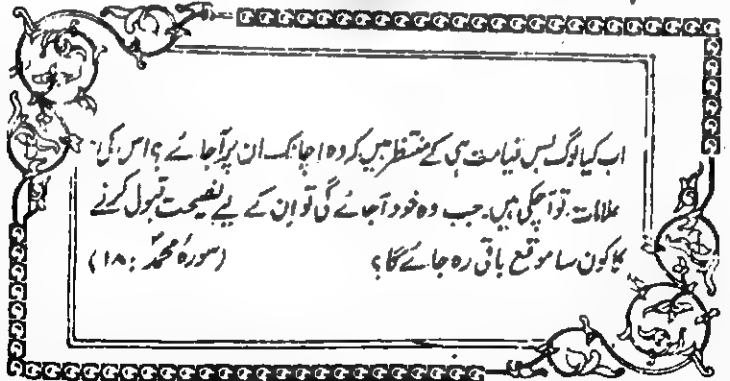 اب کیا لوگ بس قیامت ہی کے منتظر ہیں کہ وہ اچانک ان پر آجائے ؟ اس کی
علامات تو آچکی ہیں۔ جب وہ خود آجائے گی تو ان کے لیے نصیحت قبول کرنے
کا کون سا موقع باقی رہ جائے گا ؟ (سورۂ محمدؐ : ۱۸)